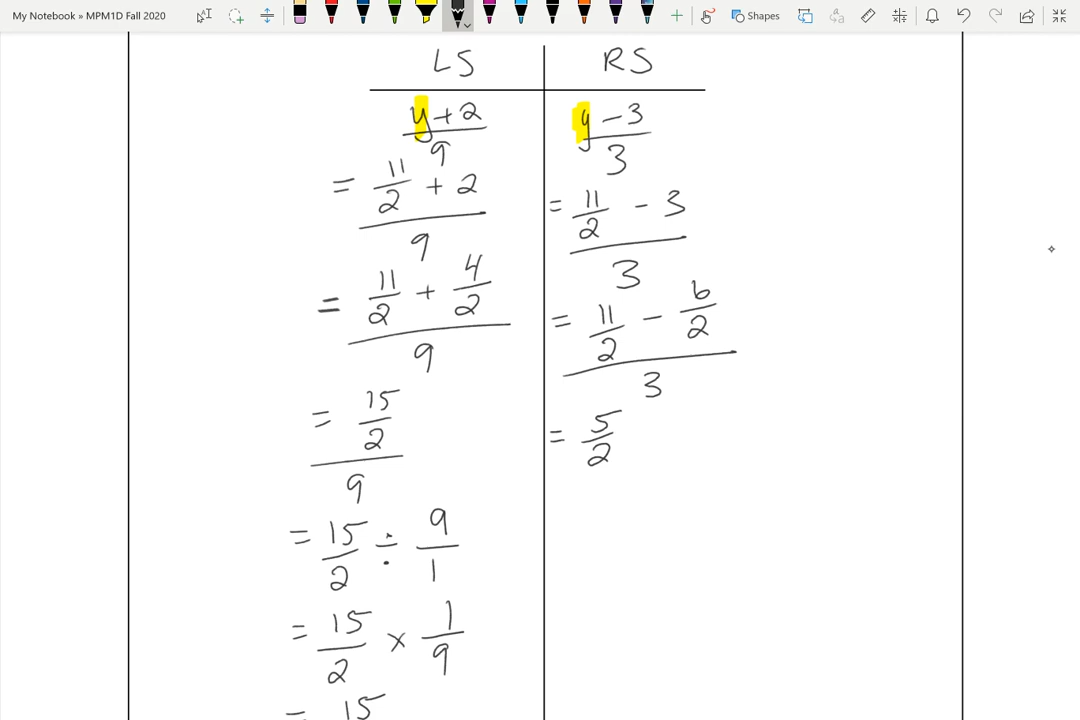 My Notebook » MPM1D Fall 2020
Shapes
LS
RS
y + 2
9
= 11/2 + 2
9
= 11/2 + 4/2
9
= 15/2
9
= 15/2 ÷ 9/1
= 15/2 × 1/9
= 15
y - 3
3
= 11/2 - 3
3
= 11/2 - 6/2
3
= 5/2